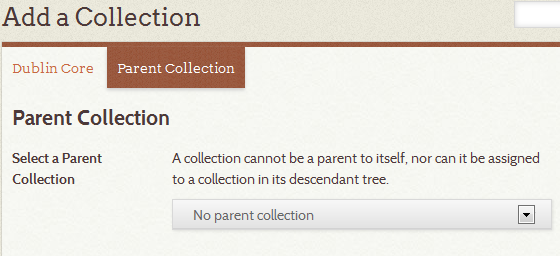 Add a Collection
Dublin Core
Parent Collection
Parent Collection
Select a Parent
Collection
A collection cannot be a parent to itself, nor can it be assigned
to a collection in its descendant tree.
No parent collection